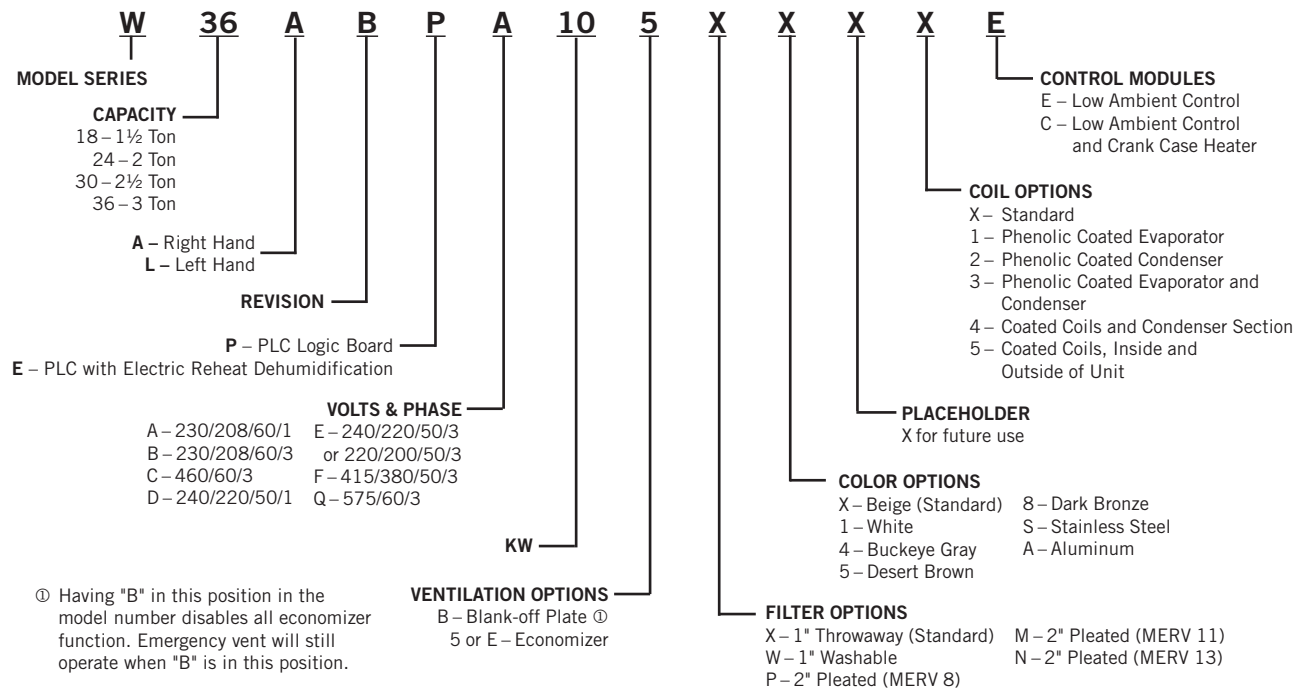 W 36 A B P A 10 5 X X X X E
MODEL SERIES
CAPACITY
18 – 1½ Ton
24 – 2 Ton
30 – 2½ Ton
36 – 3 Ton
A – Right Hand
L – Left Hand
REVISION
P – PLC Logic Board
E – PLC with Electric Reheat Dehumidification
VOLTS & PHASE
A – 230/208/60/1
B – 230/208/60/3
C – 460/60/3
D – 240/220/50/1
E – 240/220/50/3
or 220/200/50/3
F – 415/380/50/3
Q – 575/60/3
KW
VENTILATION OPTIONS
B – Blank-off Plate ①
5 or E – Economizer
① Having "B" in this position in the
model number disables all economizer
function. Emergency vent will still
operate when "B" is in this position.
FILTER OPTIONS
X – 1" Throwaway (Standard)
W – 1" Washable
P – 2" Pleated (MERV 8)
M – 2" Pleated (MERV 11)
N – 2" Pleated (MERV 13)
COLOR OPTIONS
X – Beige (Standard)
1 – White
4 – Buckeye Gray
5 – Desert Brown
8 – Dark Bronze
S – Stainless Steel
A – Aluminum
PLACEHOLDER
X for future use
COIL OPTIONS
X – Standard
1 – Phenolic Coated Evaporator
2 – Phenolic Coated Condenser
3 – Phenolic Coated Evaporator and
Condenser
4 – Coated Coils and Condenser Section
5 – Coated Coils, Inside and
Outside of Unit
CONTROL MODULES
E – Low Ambient Control
C – Low Ambient Control
and Crank Case Heater